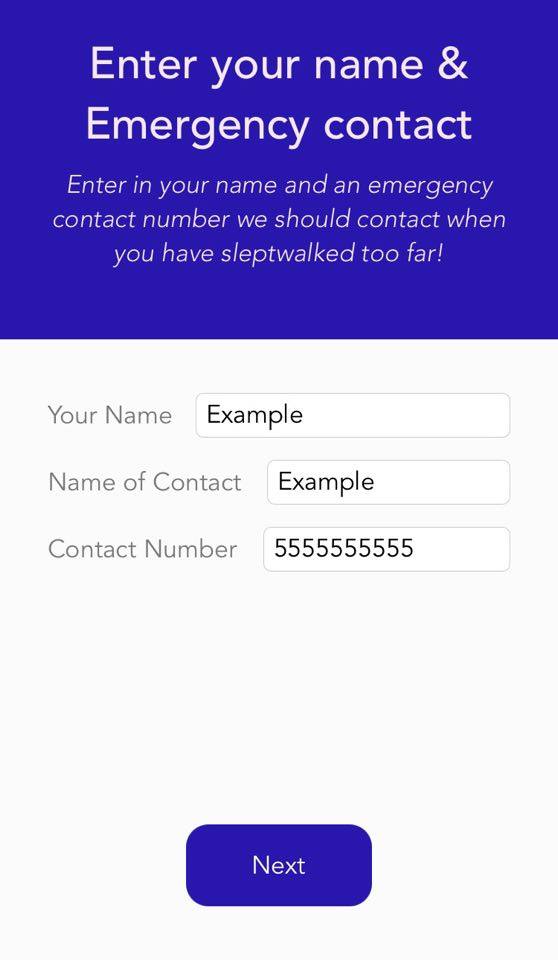 Enter your name &
Emergency contact
Enter in your name and an emergency
contact number we should contact when
you have sleptwalked too far!
Your Name Example
Name of Contact Example
Contact Number 5555555555
Next